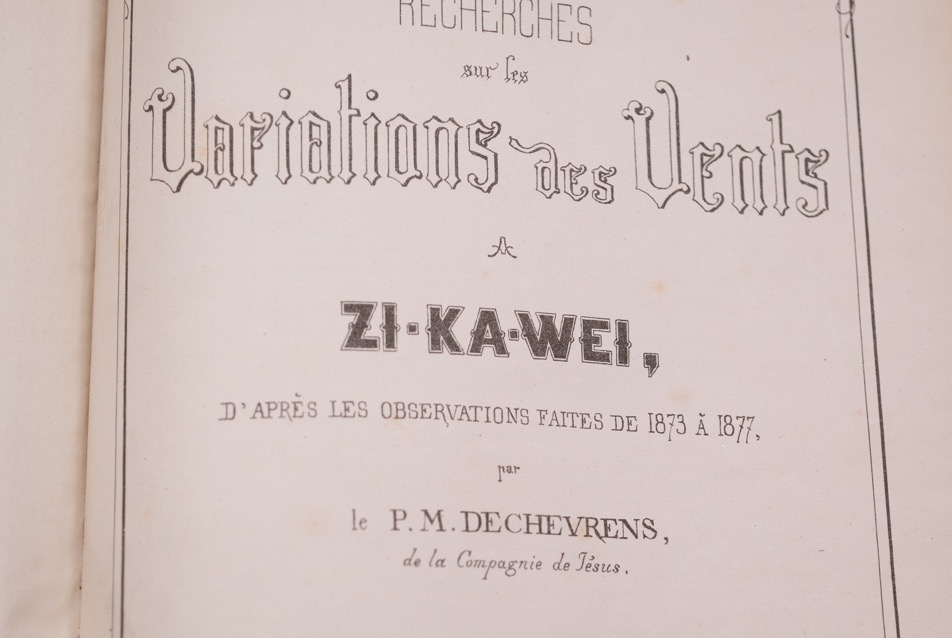 RECHERCHES
sur les
Variations des Vents
A
ZI-KA-WEI,
D'APRÈS LES OBSERVATIONS FAITES DE 1873 À 1877,
par
le P. M. DECHEVRENS,
de la Compagnie de Jésus.